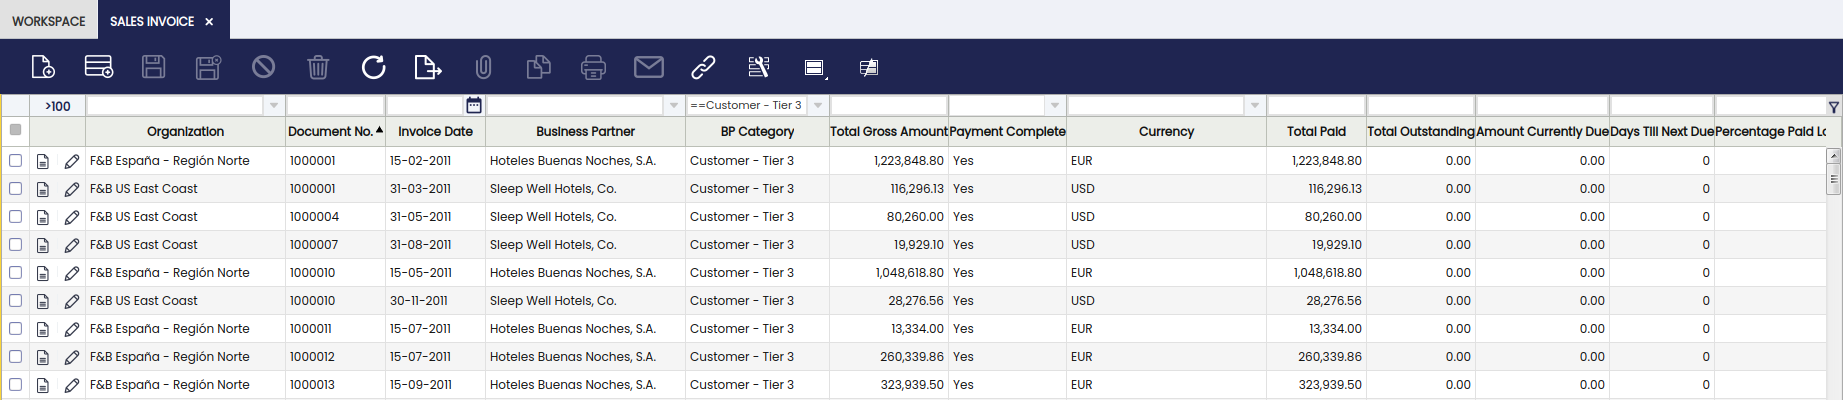 WORKSPACE SALES INVOICE ×
>100 ==Customer - Tier 3
Organization Document No. Invoice Date Business Partner BP Category Total Gross Amount Payment Complete Currency Total Paid Total Outstanding Amount Currently Due Days Till Next Due Percentage Paid
F&B España - Región Norte 1000001 15-02-2011 Hoteles Buenas Noches, S.A. Customer - Tier 3 1,223,848.80 Yes EUR 1,223,848.80 0.00 0.00 0
F&B US East Coast 1000001 31-03-2011 Sleep Well Hotels, Co. Customer - Tier 3 116,296.13 Yes USD 116,296.13 0.00 0.00 0
F&B US East Coast 1000004 31-05-2011 Sleep Well Hotels, Co. Customer - Tier 3 80,260.00 Yes USD 80,260.00 0.00 0.00 0
F&B US East Coast 1000007 31-08-2011 Sleep Well Hotels, Co. Customer - Tier 3 19,929.10 Yes USD 19,929.10 0.00 0.00 0
F&B España - Región Norte 1000010 15-05-2011 Hoteles Buenas Noches, S.A. Customer - Tier 3 1,048,618.80 Yes EUR 1,048,618.80 0.00 0.00 0
F&B US East Coast 1000010 30-11-2011 Sleep Well Hotels, Co. Customer - Tier 3 28,276.56 Yes USD 28,276.56 0.00 0.00 0
F&B España - Región Norte 1000011 15-07-2011 Hoteles Buenas Noches, S.A. Customer - Tier 3 13,334.00 Yes EUR 13,334.00 0.00 0.00 0
F&B España - Región Norte 1000012 15-07-2011 Hoteles Buenas Noches, S.A. Customer - Tier 3 260,339.86 Yes EUR 260,339.86 0.00 0.00 0
F&B España - Región Norte 1000013 15-09-2011 Hoteles Buenas Noches, S.A. Customer - Tier 3 323,939.50 Yes EUR 323,939.50 0.00 0.00 0